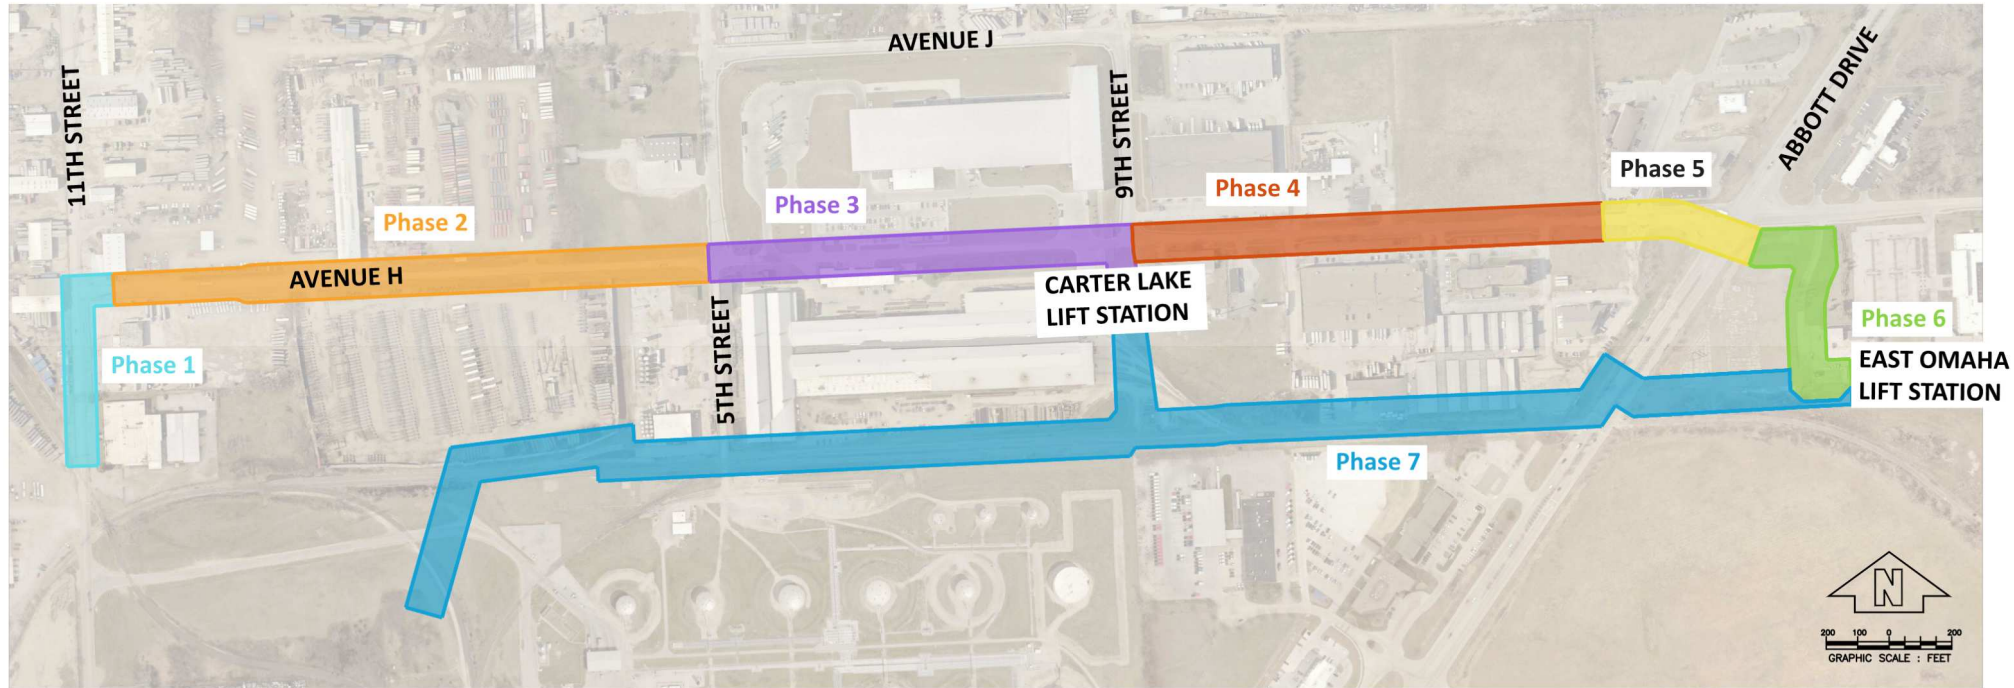 AVENUE J
11TH STREET
9TH STREET
ABBOTT DRIVE
Phase 5
Phase 4
Phase 3
Phase 2
AVENUE H
CARTER LAKE
LIFT STATION
5TH STREET
Phase 6
Phase 1
EAST OMAHA
LIFT STATION
Phase 7
N
200 100 0 200
GRAPHIC SCALE : FEET